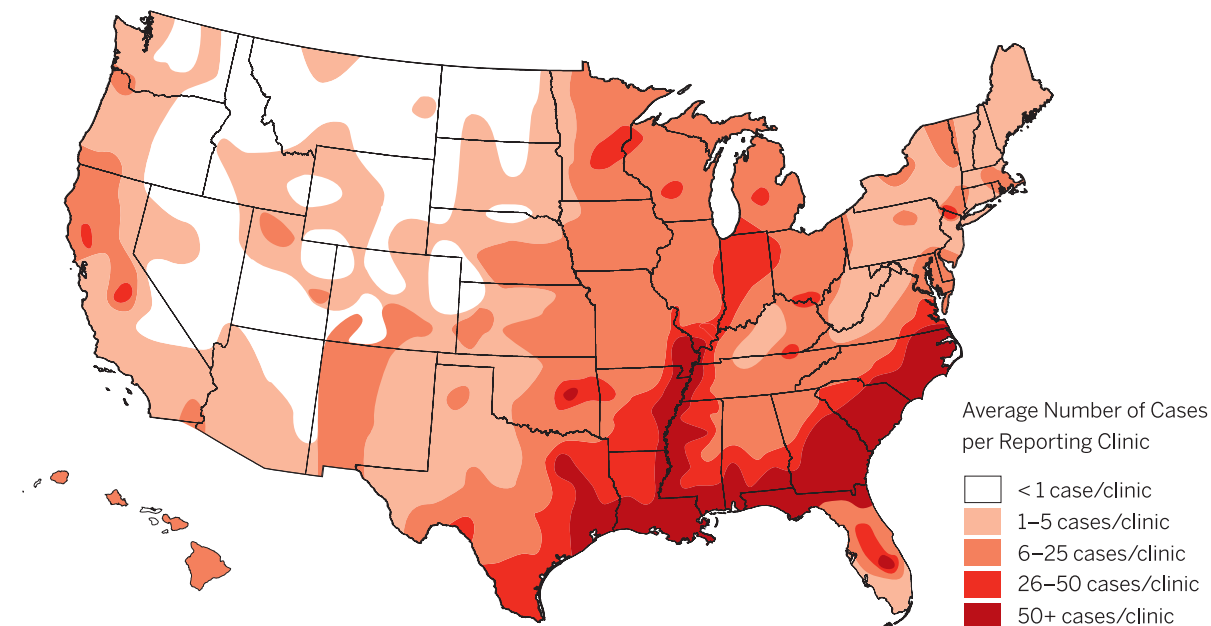 Average Number of Cases
per Reporting Clinic
< 1 case/clinic
1–5 cases/clinic
6–25 cases/clinic
26–50 cases/clinic
50+ cases/clinic